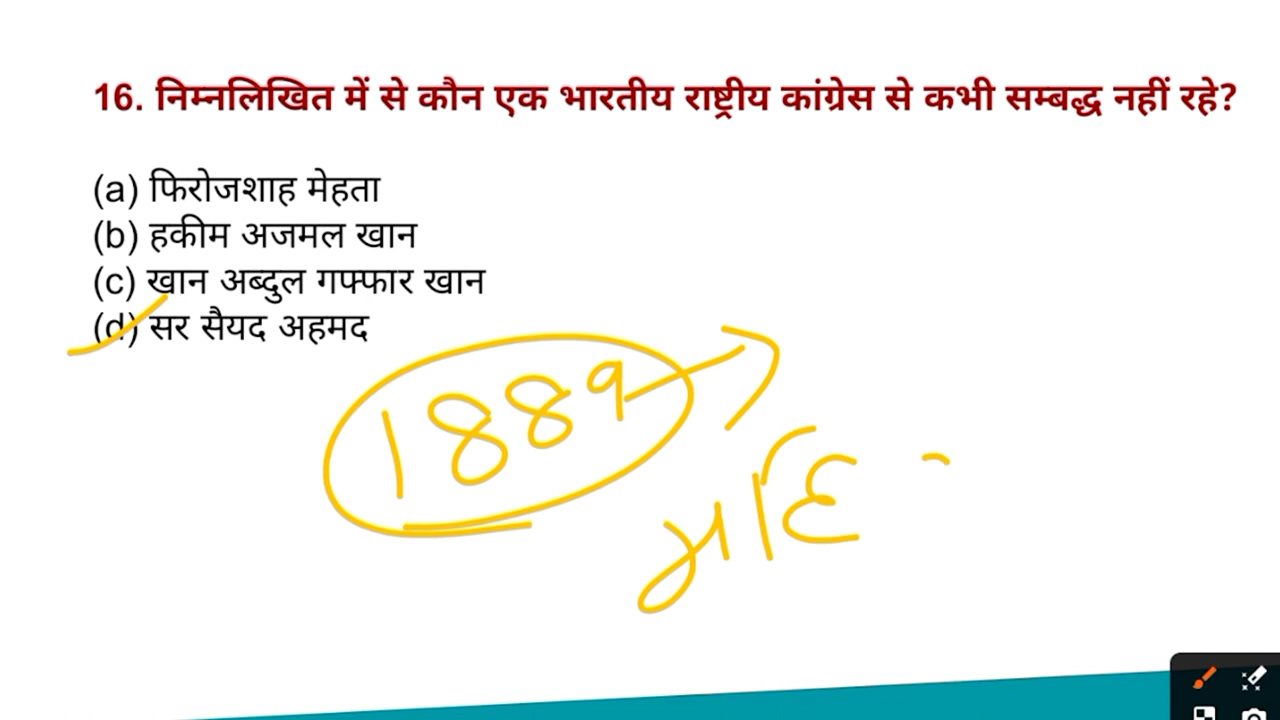 16. निम्नलिखित में से कौन एक भारतीय राष्ट्रीय कांग्रेस से कभी सम्बद्ध नहीं रहे?
(a) फिरोजशाह मेहता
(b) हकीम अजमल खान
(c) खान अब्दुल गफ्फार खान
(d) सर सैयद अहमद
1889